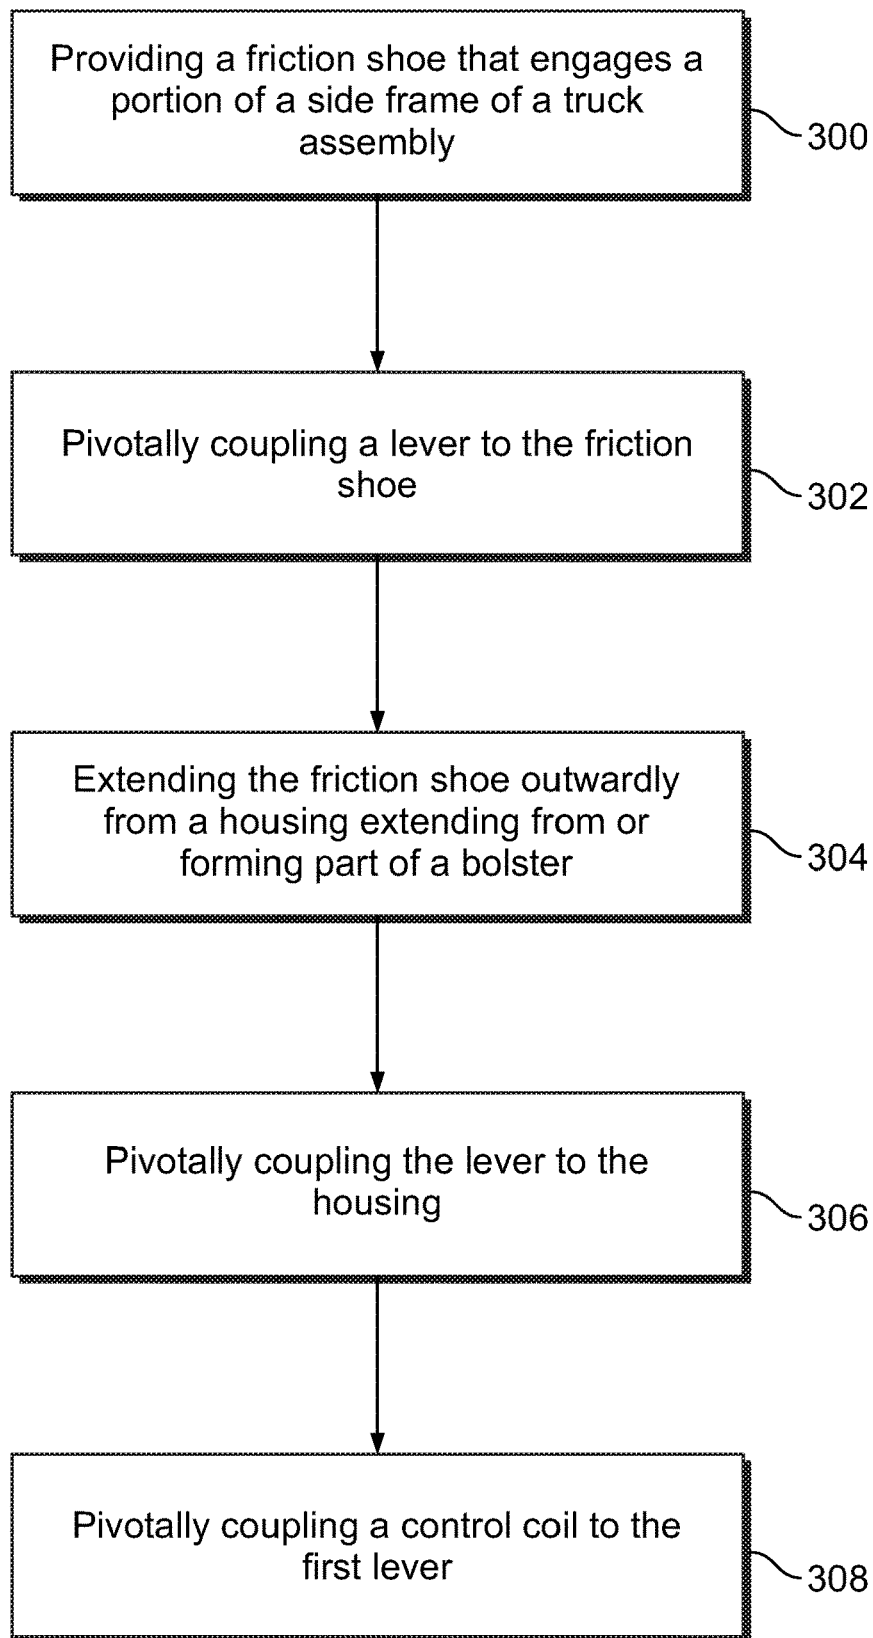 Providing a friction shoe that engages a
portion of a side frame of a truck
assembly
300
Pivotally coupling a lever to the friction
shoe
302
Extending the friction shoe outwardly
from a housing extending from or
forming part of a bolster
304
Pivotally coupling the lever to the
housing
306
Pivotally coupling a control coil to the
first lever
308